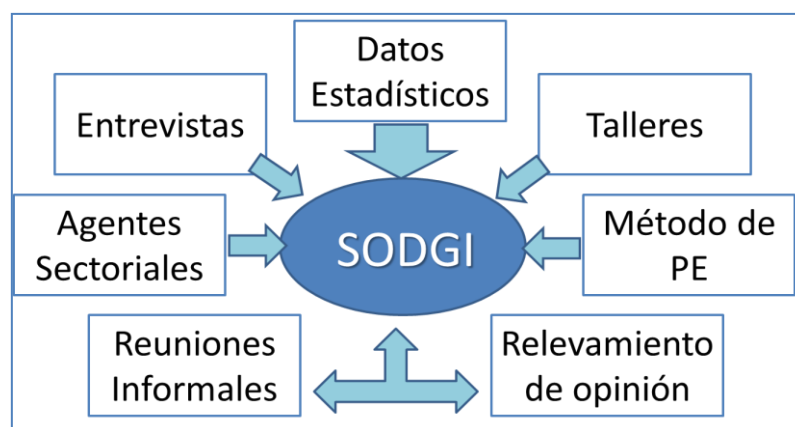 Datos
Estadísticos
Entrevistas
Talleres
Agentes
Sectoriales
SODGI
Método de
PE
Reuniones
Informales
Relevamiento
de opinión